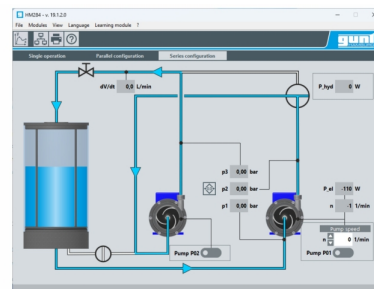 HM284 - v. 19.1.2.0
File Modules View Language Learning module ?
gunt
Single operation Parallel configuration Series configuration
dV/dt 0,0 L/min
P_hyd 0 W
p3 0,00 bar
p2 0,00 bar
p1 0,00 bar
P_el -110 W
n -1 1/min
Pump speed
n 0 1/min
Pump P02
Pump P01